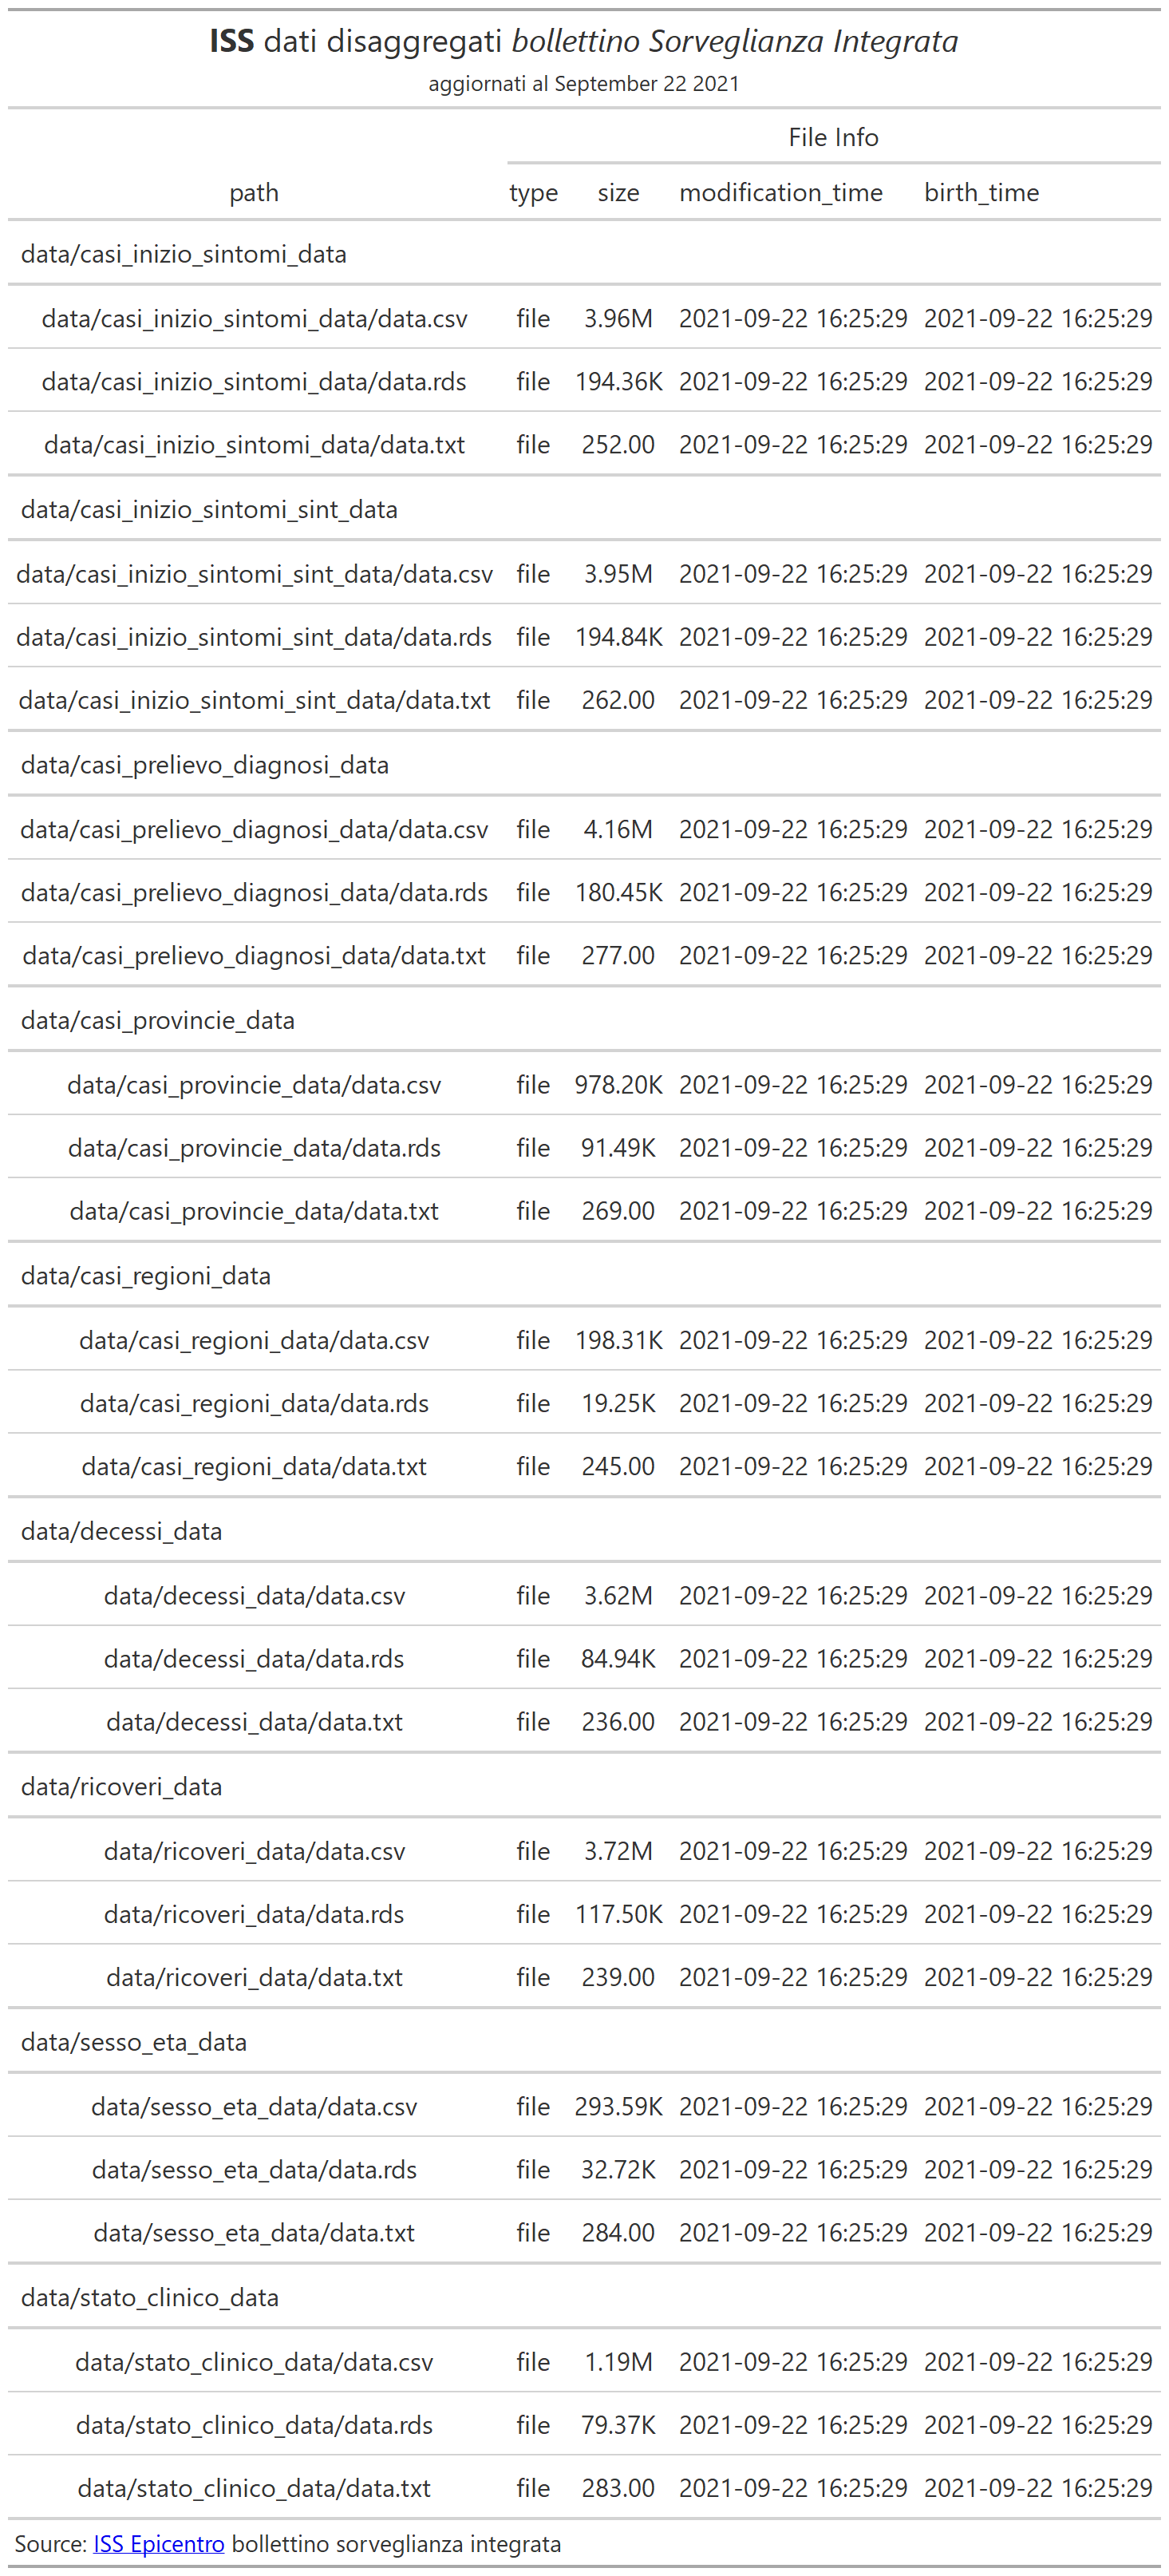 ISS dati disaggregati bollettino Sorveglianza Integrata
aggiornati al September 22 2021
File Info
path type size modification_time birth_time
data/casi_inizio_sintomi_data
data/casi_inizio_sintomi_data/data.csv file 3.96M 2021-09-22 16:25:29 2021-09-22 16:25:29
data/casi_inizio_sintomi_data/data.rds file 194.36K 2021-09-22 16:25:29 2021-09-22 16:25:29
data/casi_inizio_sintomi_data/data.txt file 252.00 2021-09-22 16:25:29 2021-09-22 16:25:29
data/casi_inizio_sintomi_sint_data
data/casi_inizio_sintomi_sint_data/data.csv file 3.95M 2021-09-22 16:25:29 2021-09-22 16:25:29
data/casi_inizio_sintomi_sint_data/data.rds file 194.84K 2021-09-22 16:25:29 2021-09-22 16:25:29
data/casi_inizio_sintomi_sint_data/data.txt file 262.00 2021-09-22 16:25:29 2021-09-22 16:25:29
data/casi_prelievo_diagnosi_data
data/casi_prelievo_diagnosi_data/data.csv file 4.16M 2021-09-22 16:25:29 2021-09-22 16:25:29
data/casi_prelievo_diagnosi_data/data.rds file 180.45K 2021-09-22 16:25:29 2021-09-22 16:25:29
data/casi_prelievo_diagnosi_data/data.txt file 277.00 2021-09-22 16:25:29 2021-09-22 16:25:29
data/casi_provincie_data
data/casi_provincie_data/data.csv file 978.20K 2021-09-22 16:25:29 2021-09-22 16:25:29
data/casi_provincie_data/data.rds file 91.49K 2021-09-22 16:25:29 2021-09-22 16:25:29
data/casi_provincie_data/data.txt file 269.00 2021-09-22 16:25:29 2021-09-22 16:25:29
data/casi_regioni_data
data/casi_regioni_data/data.csv file 198.31K 2021-09-22 16:25:29 2021-09-22 16:25:29
data/casi_regioni_data/data.rds file 19.25K 2021-09-22 16:25:29 2021-09-22 16:25:29
data/casi_regioni_data/data.txt file 245.00 2021-09-22 16:25:29 2021-09-22 16:25:29
data/decessi_data
data/decessi_data/data.csv file 3.62M 2021-09-22 16:25:29 2021-09-22 16:25:29
data/decessi_data/data.rds file 84.94K 2021-09-22 16:25:29 2021-09-22 16:25:29
data/decessi_data/data.txt file 236.00 2021-09-22 16:25:29 2021-09-22 16:25:29
data/ricoveri_data
data/ricoveri_data/data.csv file 3.72M 2021-09-22 16:25:29 2021-09-22 16:25:29
data/ricoveri_data/data.rds file 117.50K 2021-09-22 16:25:29 2021-09-22 16:25:29
data/ricoveri_data/data.txt file 239.00 2021-09-22 16:25:29 2021-09-22 16:25:29
data/sesso_eta_data
data/sesso_eta_data/data.csv file 293.59K 2021-09-22 16:25:29 2021-09-22 16:25:29
data/sesso_eta_data/data.rds file 32.72K 2021-09-22 16:25:29 2021-09-22 16:25:29
data/sesso_eta_data/data.txt file 284.00 2021-09-22 16:25:29 2021-09-22 16:25:29
data/stato_clinico_data
data/stato_clinico_data/data.csv file 1.19M 2021-09-22 16:25:29 2021-09-22 16:25:29
data/stato_clinico_data/data.rds file 79.37K 2021-09-22 16:25:29 2021-09-22 16:25:29
data/stato_clinico_data/data.txt file 283.00 2021-09-22 16:25:29 2021-09-22 16:25:29
Source: ISS Epicentro bollettino sorveglianza integrata